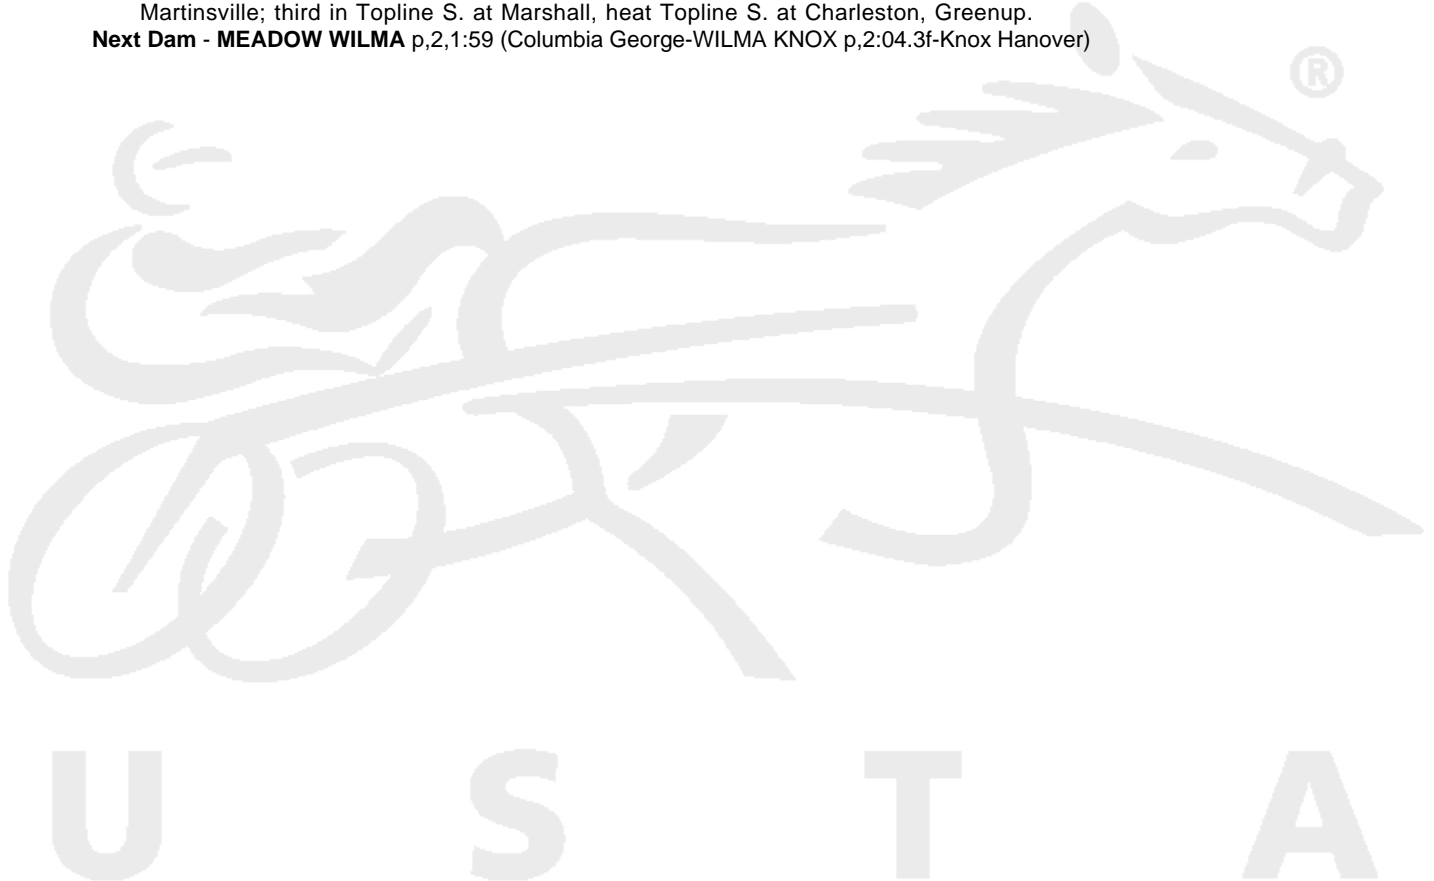 Martinsville; third in Topline S. at Marshall, heat Topline S. at Charleston, Greenup.
Next Dam - MEADOW WILMA p,2,1:59 (Columbia George-WILMA KNOX p,2:04.3f-Knox Hanover)
®
U S T A